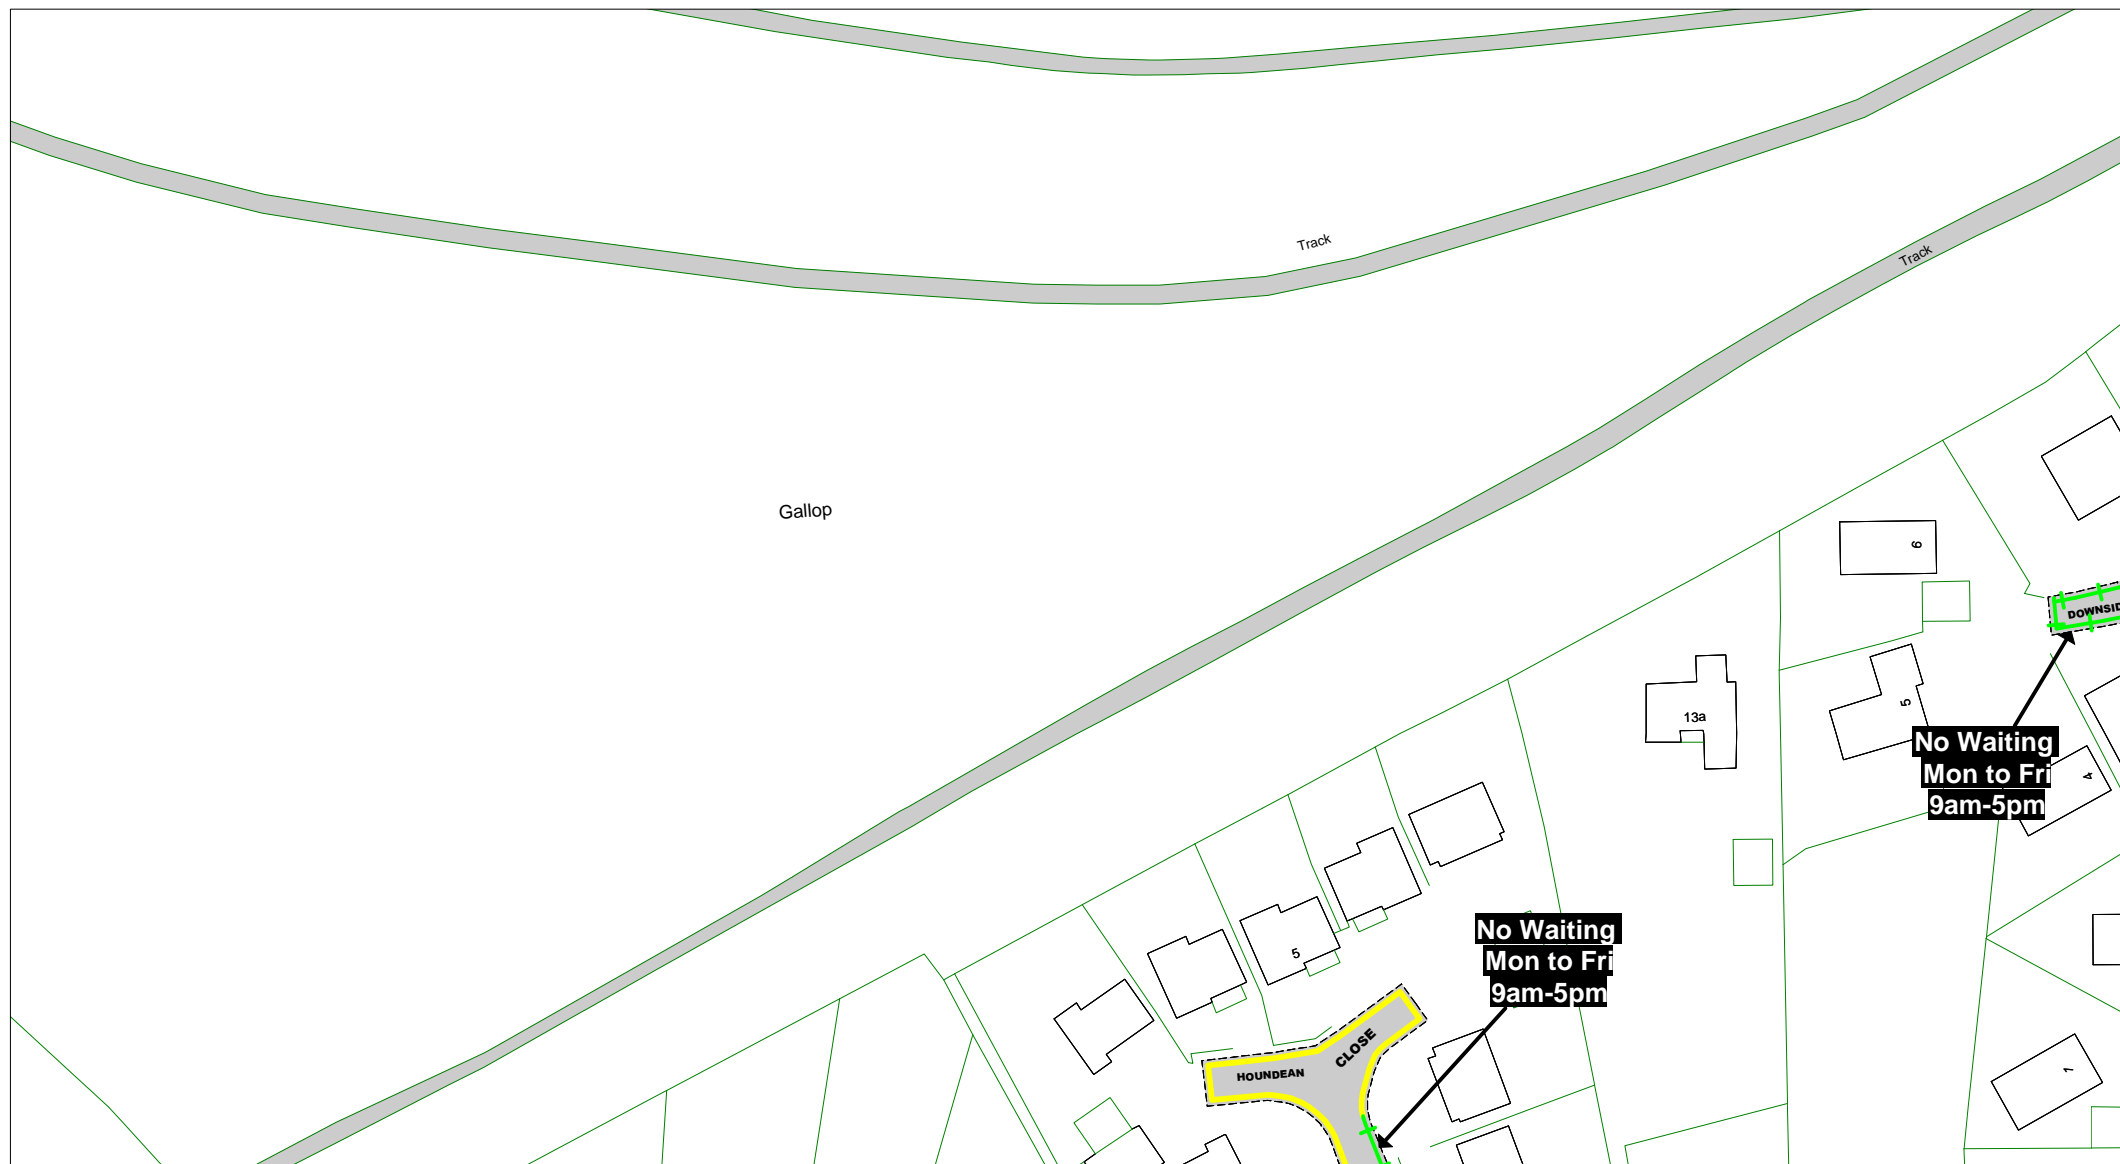 Track
Track
Gallop
6
DOWNSID
13a
5
No Waiting
Mon to Fri
9am-5pm
4
No Waiting
Mon to Fri
9am-5pm
5
CLOSE
HOUNDEAN
1